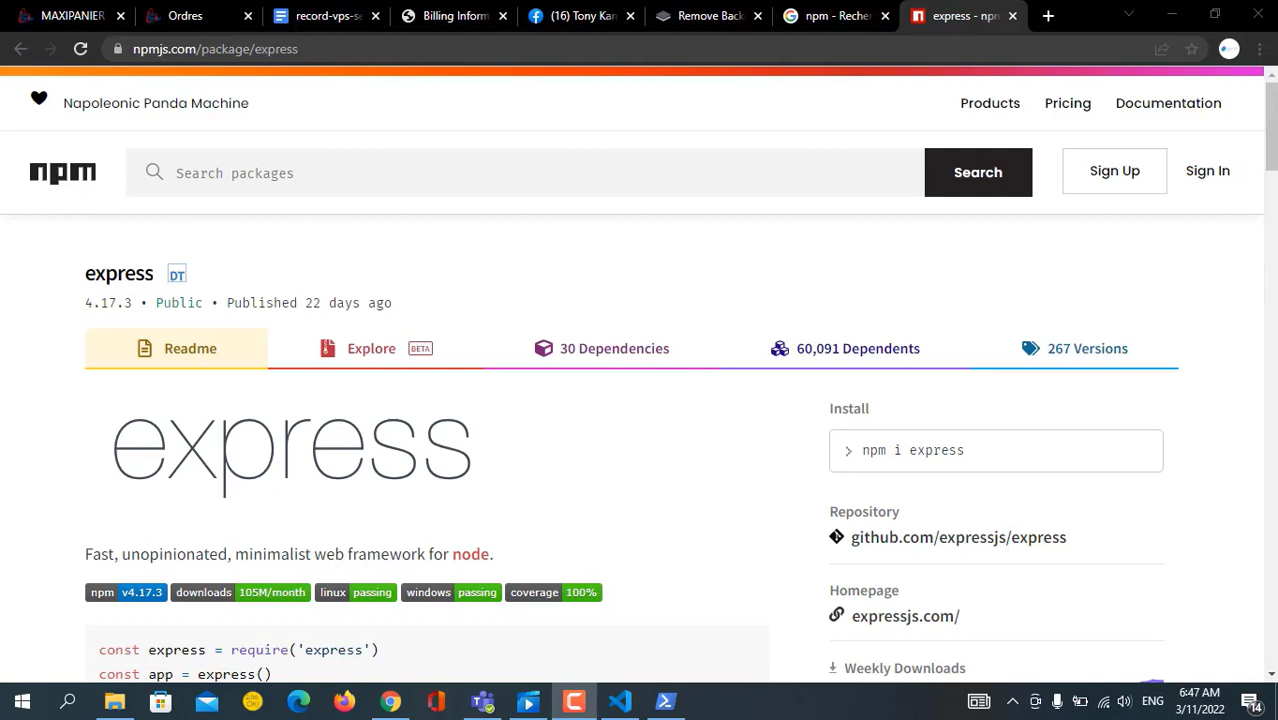 MAXIPANIER
Ordres
record-vps-se
Billing Inform
(16) Tony Kan
Remove Back
npm - Recher
express - npm
npmjs.com/package/express
Napoleonic Panda Machine
Products
Pricing
Documentation
npm
Search packages
Search
Sign Up
Sign In
express DT
4.17.3 • Public • Published 22 days ago
Readme
Explore BETA
30 Dependencies
60,091 Dependents
267 Versions
express
Install
> npm i express
Repository
github.com/expressjs/express
Fast, unopinionated, minimalist web framework for node.
npm v4.17.3 downloads 105M/month linux passing windows passing coverage 100%
Homepage
expressjs.com/
const express = require('express')
const app = express()
Weekly Downloads
ENG
6:47 AM
3/11/2022
14